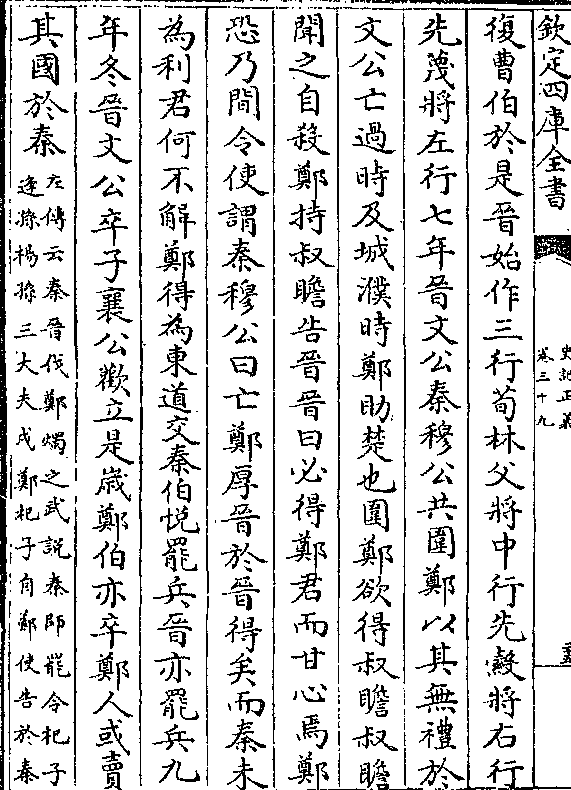 欽定四庫全書
史記正義
卷三十九
復曹伯於是晉始作三行荀林父將中行先縠將右行
先蔑將左行七年晉文公秦穆公共圍鄭以其無禮於
文公亡過時及城濮時鄭助楚也圍鄭欲得叔瞻叔瞻
聞之自殺鄭持叔瞻告晉晉曰必得鄭君而甘心焉鄭
恐乃間令使謂秦穆公曰亡鄭厚晉於晉得矣而秦未
為利君何不解鄭得為東道交秦伯悅罷兵晉亦罷兵九
年冬晉文公卒子襄公歡立是歲鄭伯亦卒鄭人或賣
其國於秦
左傳云秦晉伐鄭燭之武說秦師罷令杞子
逢孫楊孫三大夫戍鄭杞子自鄭使告於秦